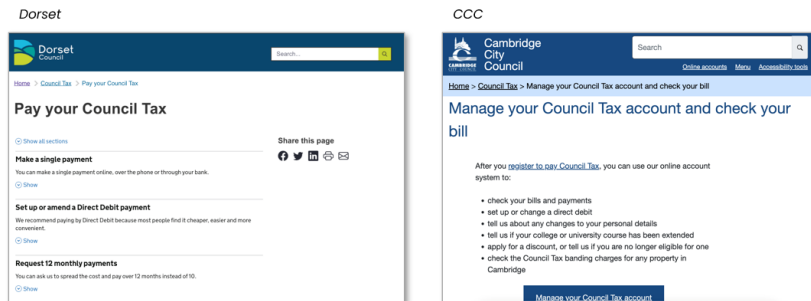 Dorset
Dorset
Council
Search...
Home > Council Tax > Pay your Council Tax
Pay your Council Tax
Show all sections
Make a single payment
You can make a single payment online, over the phone or through your bank.
Show
Set up or amend a Direct Debit payment
We recommend paying by Direct Debit because most people find it cheaper, easier and more
convenient.
Show
Request 12 monthly payments
You can ask us to spread the cost and pay over 12 months instead of 10.
Show
Share this page
CCC
CAMBRIDGE
CITY COUNCIL
Cambridge
City
Council
Search
Online accounts Menu Accessibility tools
Home > Council Tax > Manage your Council Tax account and check your bill
Manage your Council Tax account and check your
bill
After you register to pay Council Tax, you can use our online account
system to:
• check your bills and payments
• set up or change a direct debit
• tell us about any changes to your personal details
• tell us if your college or university course has been extended
• apply for a discount, or tell us if you are no longer eligible for one
• check the Council Tax banding charges for any property in
Cambridge
Manage your Council Tax account